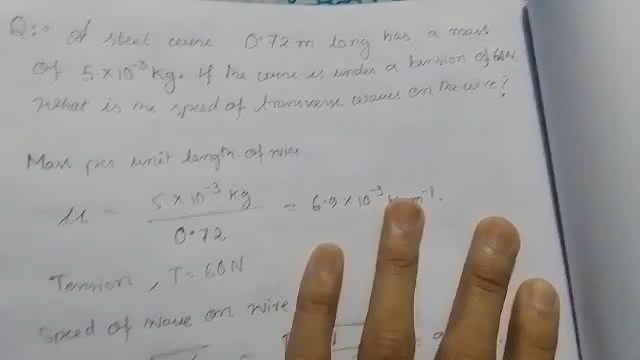 Q:- A steel wire 0.72 m long has a mass
of 5 × 10⁻³ Kg. If the wire is under a tension of 60N
What is the speed of transverse waves on the wire?
Mass per unit length of wire
μ = 5 × 10⁻³ Kg / 0.72 = 6.9 × 10⁻³ m⁻¹.
Tension, T = 60N
Speed of wave on wire